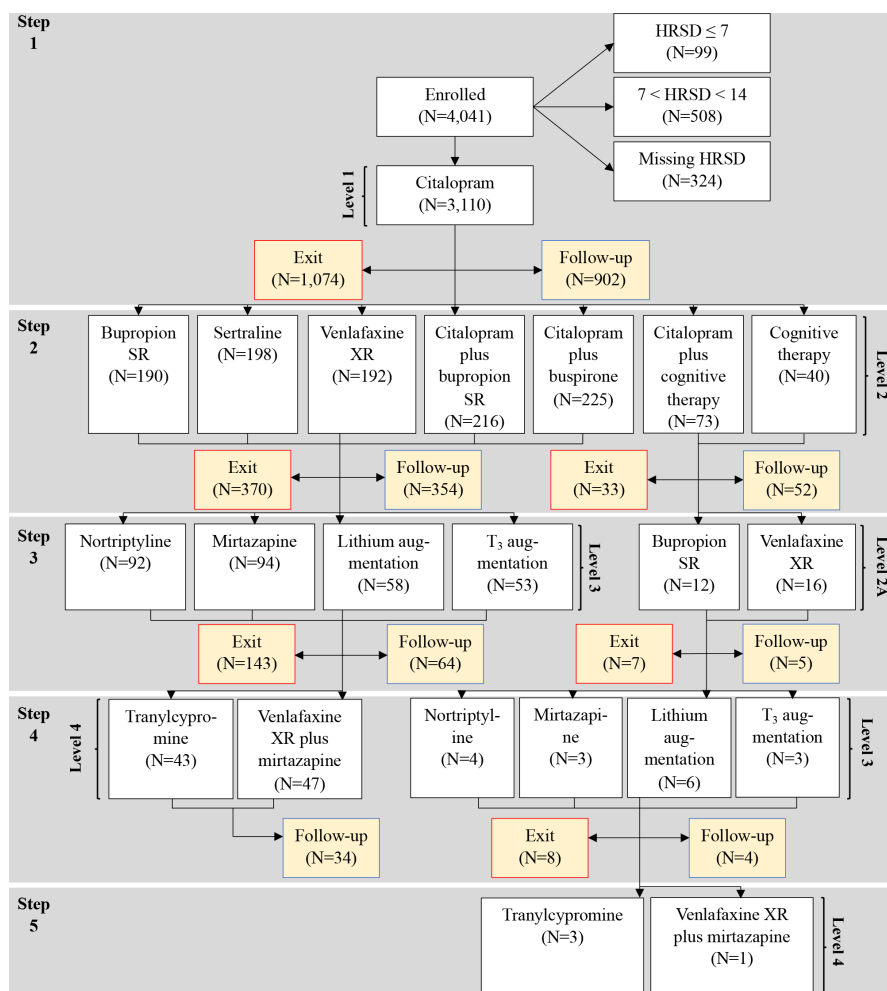 Step
1
HRSD ≤ 7
(N=99)
Enrolled
(N=4,041)
7 < HRSD < 14
(N=508)
Missing HRSD
(N=324)
Level 1
Citalopram
(N=3,110)
Exit
(N=1,074)
Follow-up
(N=902)
Step
2
Bupropion
SR
(N=190)
Sertraline
(N=198)
Venlafaxine
XR
(N=192)
Citalopram
plus
bupropion
SR
(N=216)
Citalopram
plus
buspirone
(N=225)
Citalopram
plus
cognitive
therapy
(N=73)
Cognitive
therapy
(N=40)
Level 2
Exit
(N=370)
Follow-up
(N=354)
Exit
(N=33)
Follow-up
(N=52)
Step
3
Nortriptyline
(N=92)
Mirtazapine
(N=94)
Lithium aug-
mentation
(N=58)
T₃ aug-
mentation
(N=53)
Level 3
Bupropion
SR
(N=12)
Venlafaxine
XR
(N=16)
Level 2A
Exit
(N=143)
Follow-up
(N=64)
Exit
(N=7)
Follow-up
(N=5)
Step
4
Level 4
Tranylcypro-
mine
(N=43)
Venlafaxine
XR plus
mirtazapine
(N=47)
Nortriptyl-
ine
(N=4)
Mirtazapi-
ne
(N=3)
Lithium
aug-
mentation
(N=6)
T₃ aug-
mentation
(N=3)
Level 3
Follow-up
(N=34)
Exit
(N=8)
Follow-up
(N=4)
Step
5
Tranylcypromine
(N=3)
Venlafaxine XR
plus mirtazapine
(N=1)
Level 4